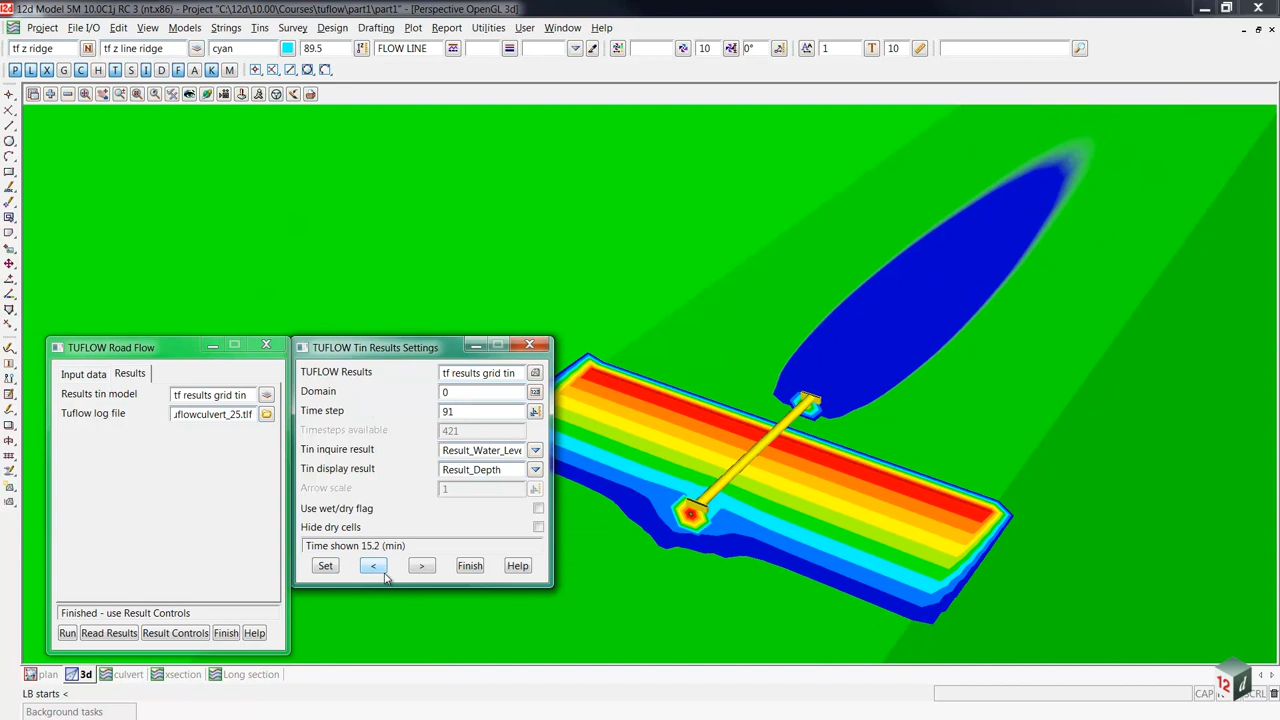 12d Model 5M 10.0C1j RC 3 (nt.x86) - Project "C:\12d\10.00\Courses\tuflow\part1\part1" - [Perspective OpenGL 3d]
Project File I/O Edit View Models Strings Tins Survey Design Drafting Plot Report Utilities User Window Help
tf z ridge N tf z line ridge cyan 89.5 FLOW LINE 10 0° 1 T 10
P L X G C H T S I D F A K M
TUFLOW Road Flow
Input data Results
Results tin model tf results grid tin
Tuflow log file uflowculvert_25.tlf
Finished - use Result Controls
Run Read Results Result Controls Finish Help
TUFLOW Tin Results Settings
TUFLOW Results tf results grid tin
Domain 0
Time step 91
Timesteps available 421
Tin inquire result Result_Water_Leve
Tin display result Result_Depth
Arrow scale 1
Use wet/dry flag
Hide dry cells
Time shown 15.2 (min)
Set < > Finish Help
plan 3d culvert xsection Long section
LB starts <
CAP SCRL
Background tasks
12d